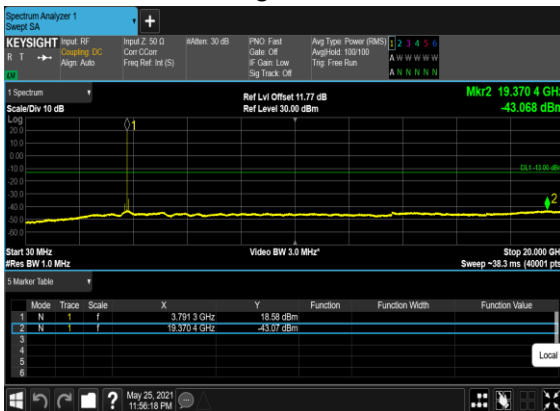 Spectrum Analyzer 1
Swept SA
KEYSIGHT Input: RF Input Z: 50 Ω #Atten: 30 dB PNO: Fast Avg Type: Power (RMS) 1 2 3 4 5 6
R T Coupling: DC Corr CCorr Gate: Off Avg|Hold: 100/100 A W W W W W
Align: Auto Freq Ref: Int (S) IF Gain: Low Trig: Free Run
Sig Track: Off A N N N N N
1 Spectrum Ref Lvl Offset 11.77 dB Mkr2 19.370 4 GHz
Scale/Div 10 dB Ref Level 30.00 dBm -43.068 dBm
Log
20.0
10.0
0.00
-10.0
-20.0
-30.0
-40.0
-50.0
-60.0
1
DL1 -13.00 dBm
2
Start 30 MHz Video BW 3.0 MHz* Stop 20.000 GH
#Res BW 1.0 MHz Sweep ~38.3 ms (40001 pts
5 Marker Table
Mode Trace Scale X Y Function Function Width Function Value
1 N 1 f 3.791 3 GHz 18.58 dBm
2 N 1 f 19.370 4 GHz -43.07 dBm
3
4
5
6
Local
? May 25, 2021
11:56:18 PM